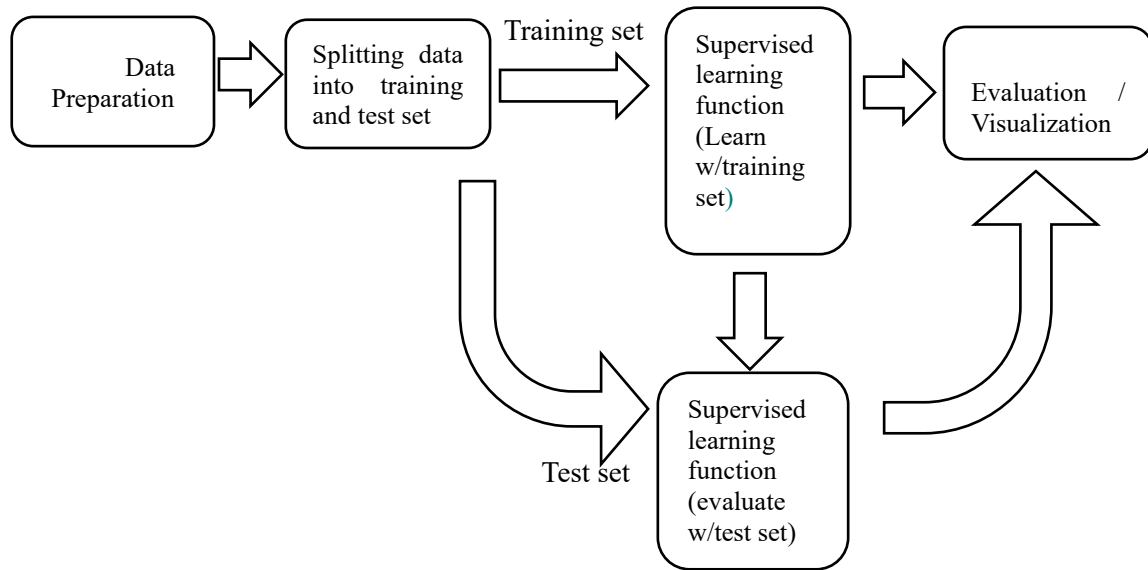 Data
Preparation
Splitting data
into training
and test set
Training set
Supervised
learning
function
(Learn
w/training
set)
Evaluation /
Visualization
Test set
Supervised
learning
function
(evaluate
w/test set)